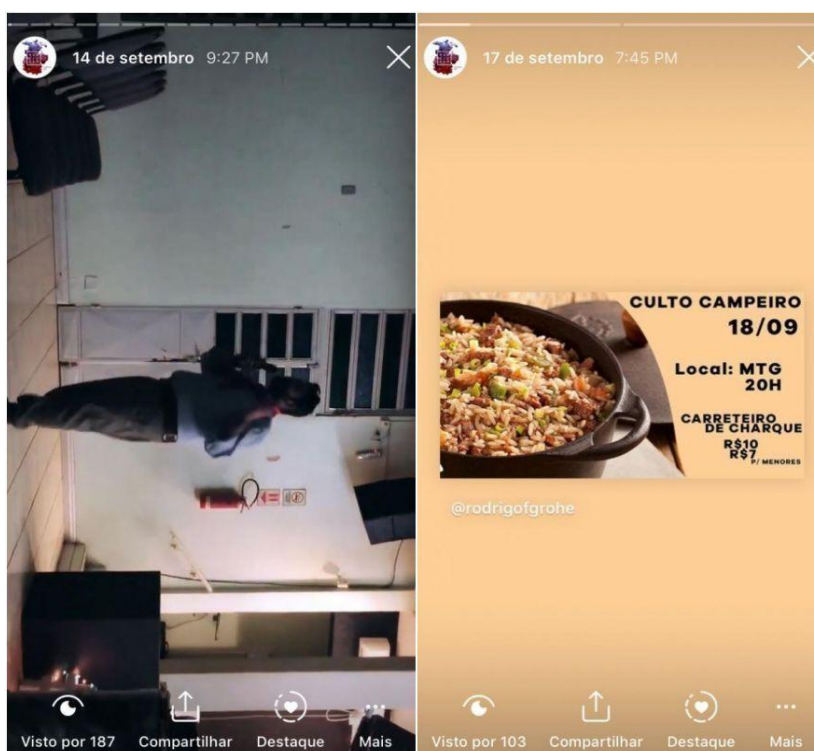 14 de setembro 9:27 PM
Visto por 187 Compartilhar Destaque Mais
17 de setembro 7:45 PM
CULTO CAMPEIRO
18/09
Local: MTG
20H
CARRETEIRO
DE CHARQUE
R$10
R$7
P/ MENORES
@rodrigofgrohe
Visto por 103 Compartilhar Destaque Mais